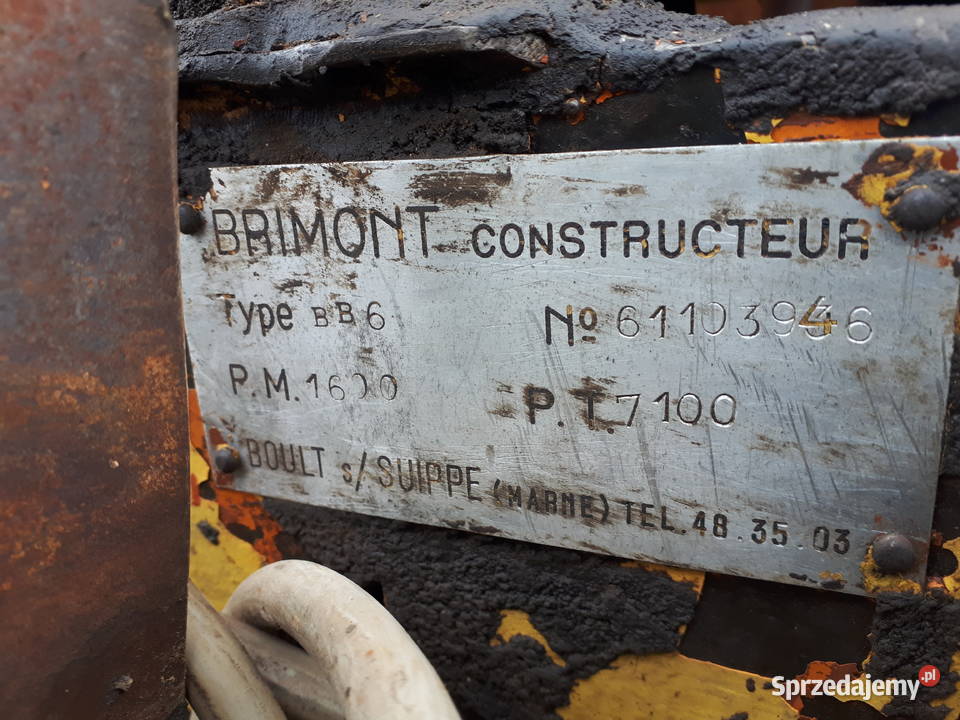 BRIMONT CONSTRUCTEUR
Type BB6 No 61103946
P.M. 1600 P.T. 7100
BOULT s/ SUIPPE (MARNE) TEL. 48.35.03
Sprzedajemy.pl